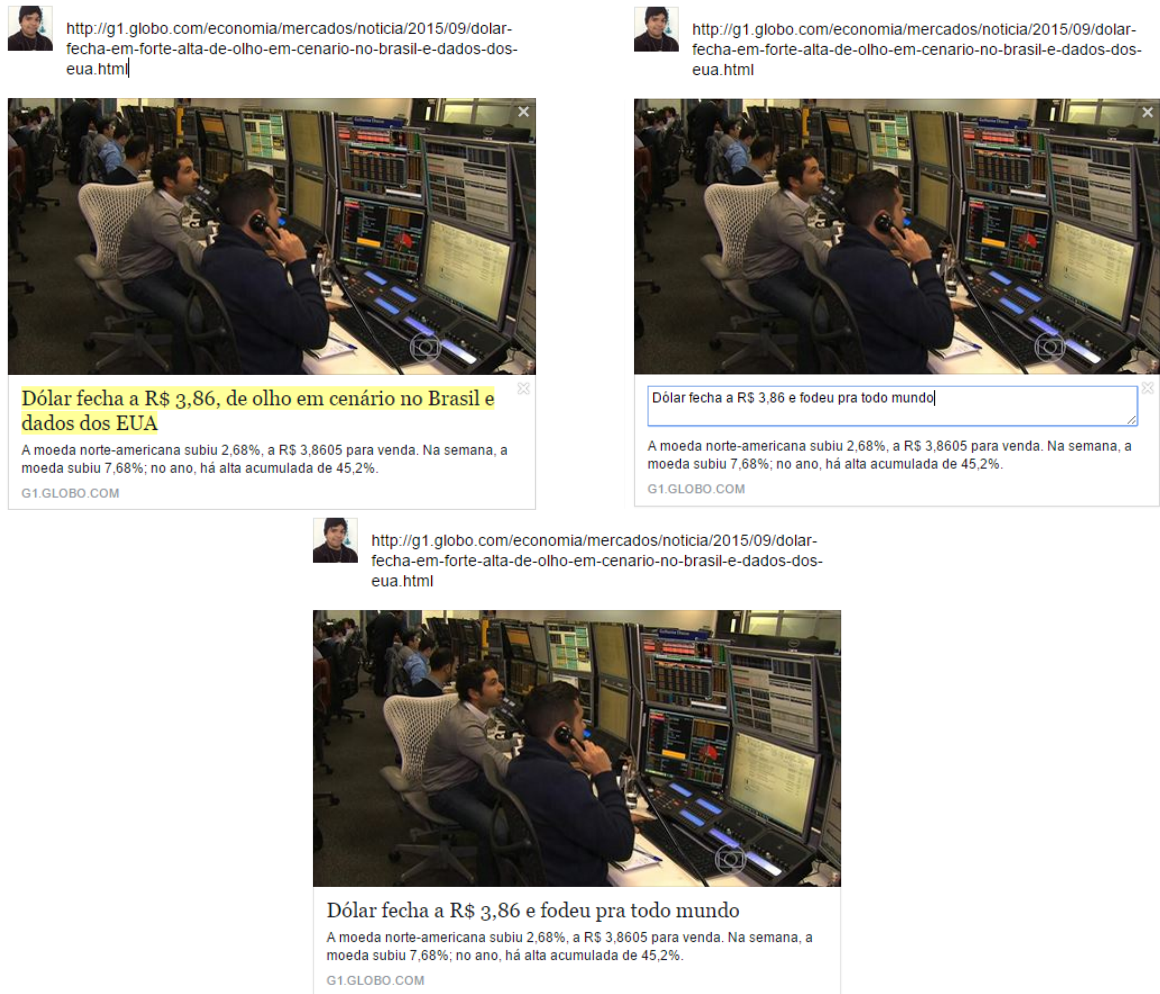 http://g1.globo.com/economia/mercados/noticia/2015/09/dolar-
fecha-em-forte-alta-de-olho-em-cenario-no-brasil-e-dados-dos-
eua.html
Dólar fecha a R$ 3,86, de olho em cenário no Brasil e
dados dos EUA
A moeda norte-americana subiu 2,68%, a R$ 3,8605 para venda. Na semana, a
moeda subiu 7,68%; no ano, há alta acumulada de 45,2%.
G1.GLOBO.COM
http://g1.globo.com/economia/mercados/noticia/2015/09/dolar-
fecha-em-forte-alta-de-olho-em-cenario-no-brasil-e-dados-dos-
eua.html
Dólar fecha a R$ 3,86 e fodeu pra todo mundo
A moeda norte-americana subiu 2,68%, a R$ 3,8605 para venda. Na semana, a
moeda subiu 7,68%; no ano, há alta acumulada de 45,2%.
G1.GLOBO.COM
http://g1.globo.com/economia/mercados/noticia/2015/09/dolar-
fecha-em-forte-alta-de-olho-em-cenario-no-brasil-e-dados-dos-
eua.html
Dólar fecha a R$ 3,86 e fodeu pra todo mundo
A moeda norte-americana subiu 2,68%, a R$ 3,8605 para venda. Na semana, a
moeda subiu 7,68%; no ano, há alta acumulada de 45,2%.
G1.GLOBO.COM